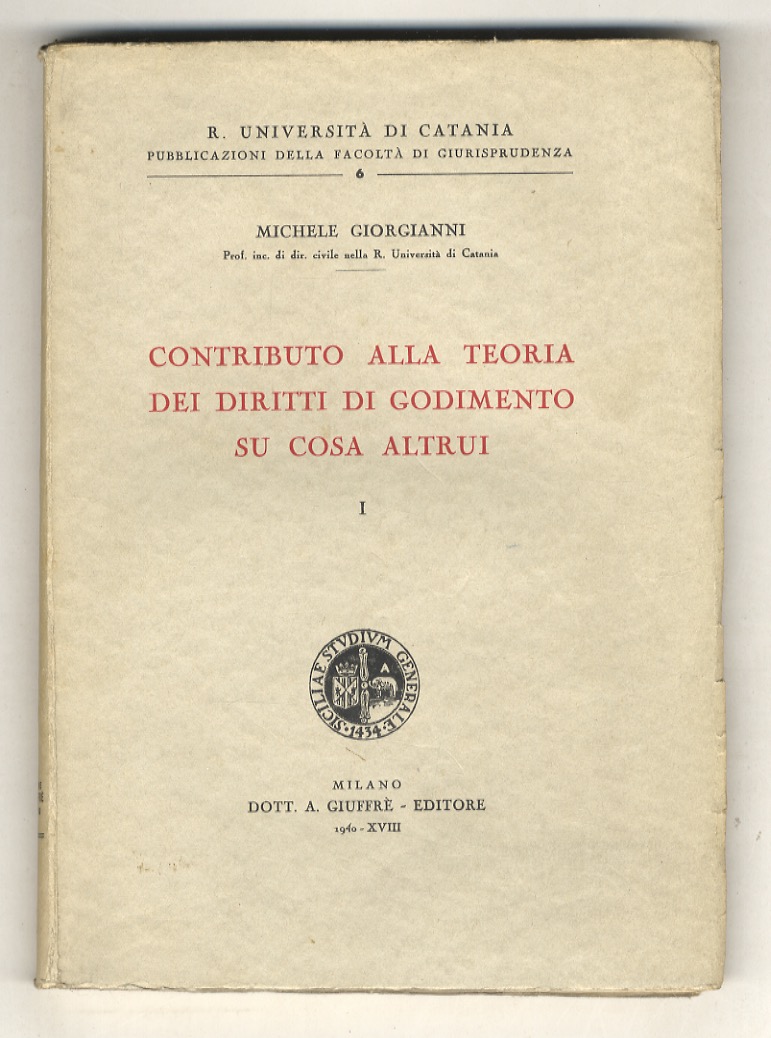 R. UNIVERSITÀ DI CATANIA
PUBBLICAZIONI DELLA FACOLTÀ DI GIURISPRUDENZA
6
MICHELE GIORGIANNI
Prof. inc. di dir. civile nella R. Università di Catania
CONTRIBUTO ALLA TEORIA
DEI DIRITTI DI GODIMENTO
SU COSA ALTRUI
I
SICILIAE STVDIVM GENERALE
A
1434
MILANO
DOTT. A. GIUFFRÈ - EDITORE
1940 - XVIII